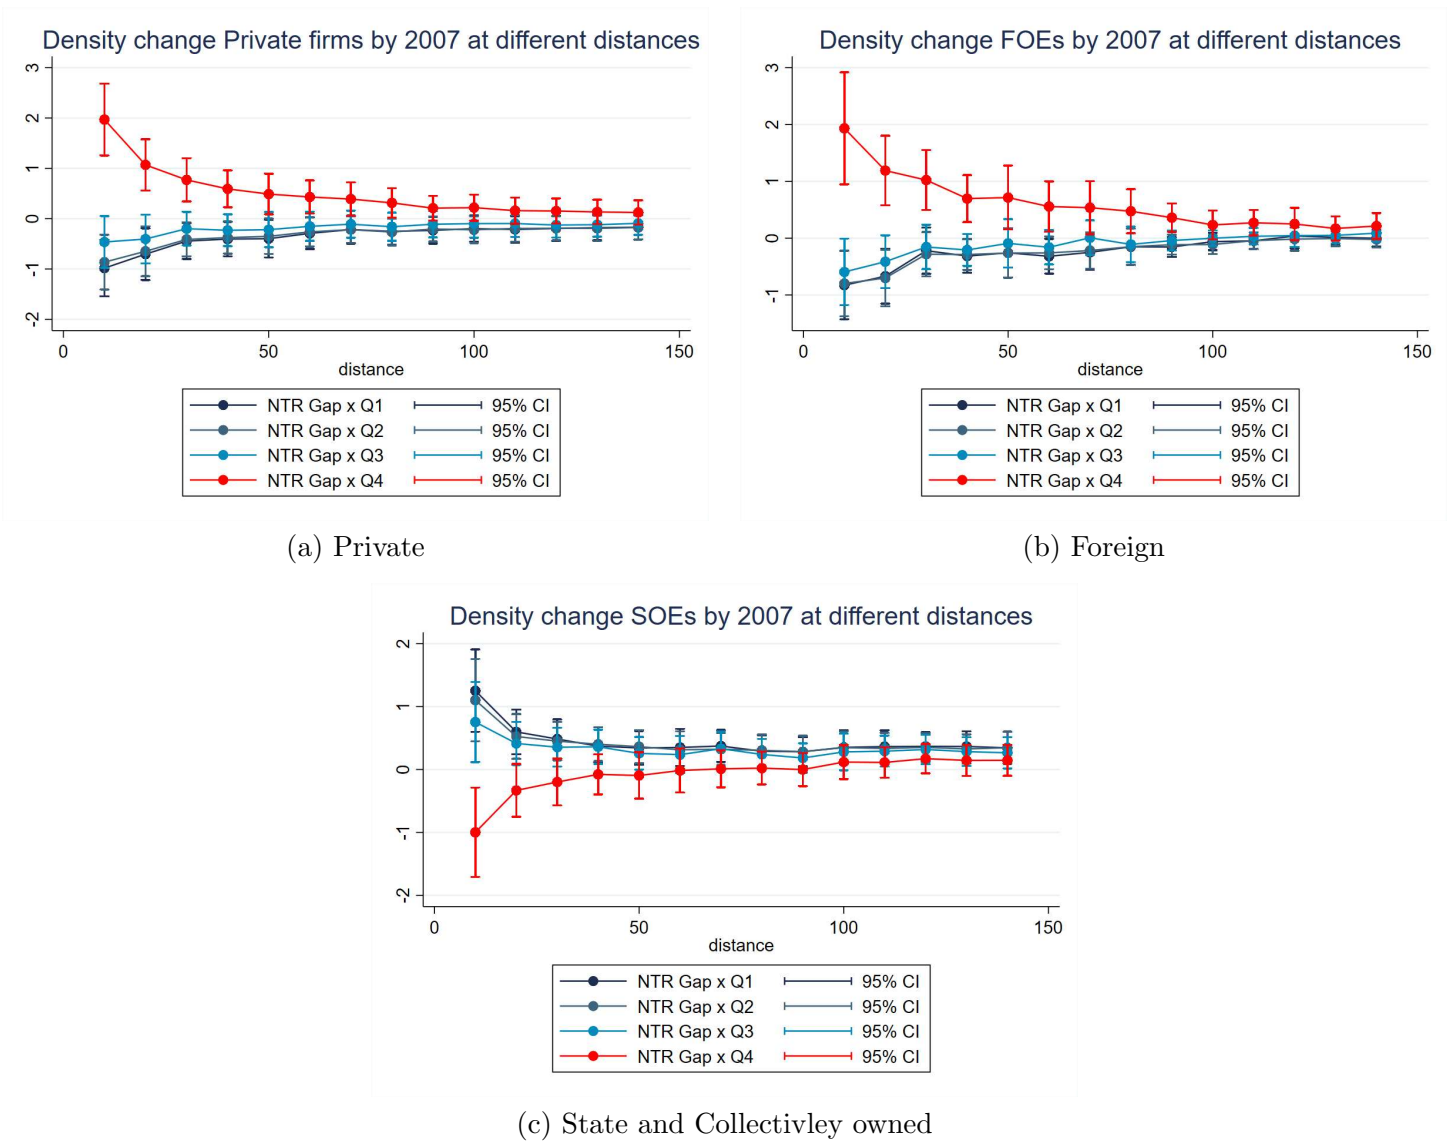 Density change Private firms by 2007 at different distances
3
2
1
0
-1
-2
0 50 100 150
distance
NTR Gap x Q1 95% CI
NTR Gap x Q2 95% CI
NTR Gap x Q3 95% CI
NTR Gap x Q4 95% CI
(a) Private
Density change FOEs by 2007 at different distances
3
2
1
0
-1
0 50 100 150
distance
NTR Gap x Q1 95% CI
NTR Gap x Q2 95% CI
NTR Gap x Q3 95% CI
NTR Gap x Q4 95% CI
(b) Foreign
Density change SOEs by 2007 at different distances
2
1
0
-1
-2
0 50 100 150
distance
NTR Gap x Q1 95% CI
NTR Gap x Q2 95% CI
NTR Gap x Q3 95% CI
NTR Gap x Q4 95% CI
(c) State and Collectivley owned